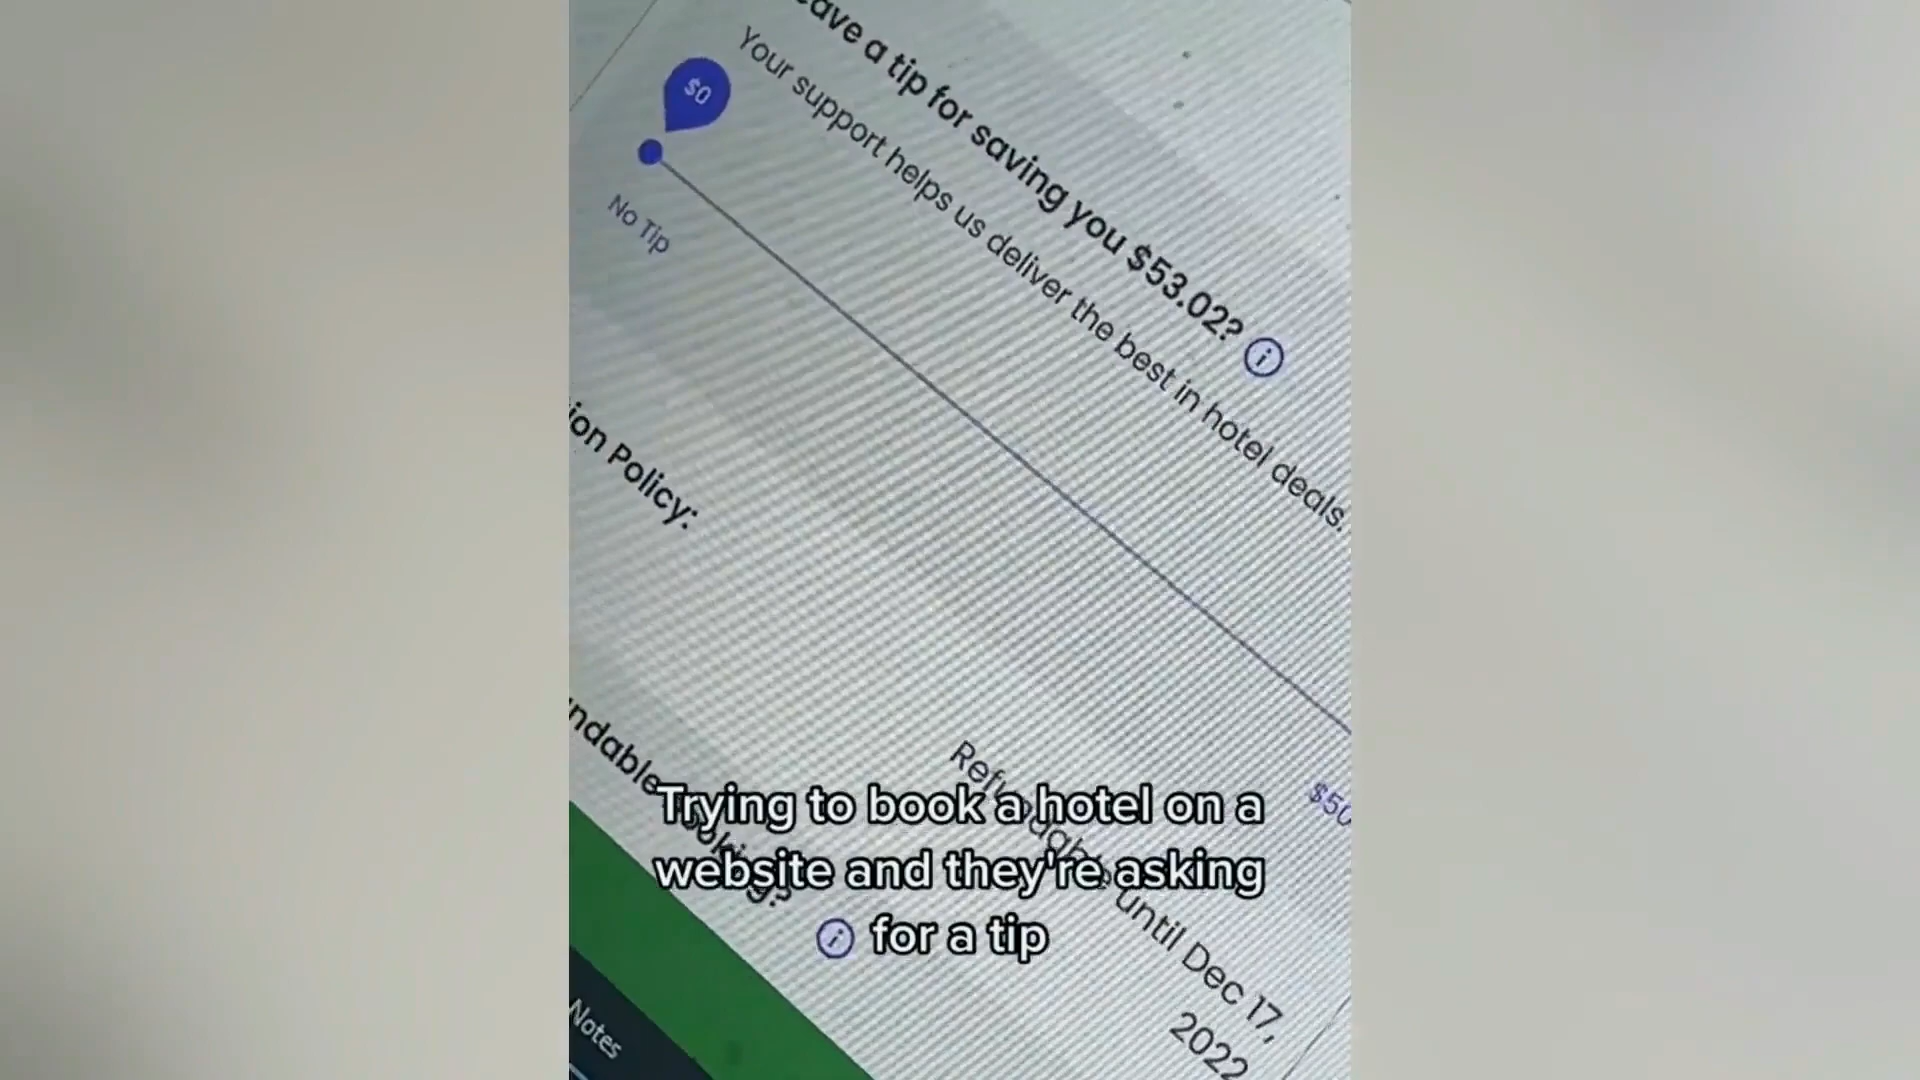 ave a tip for saving you $53.02?
Your support helps us deliver the best in hotel deals.
$0
No Tip
$50
ion Policy:
Refundable until Dec 17,
2022
ndable booking?
Trying to book a hotel on a
website and they're asking
for a tip
Notes